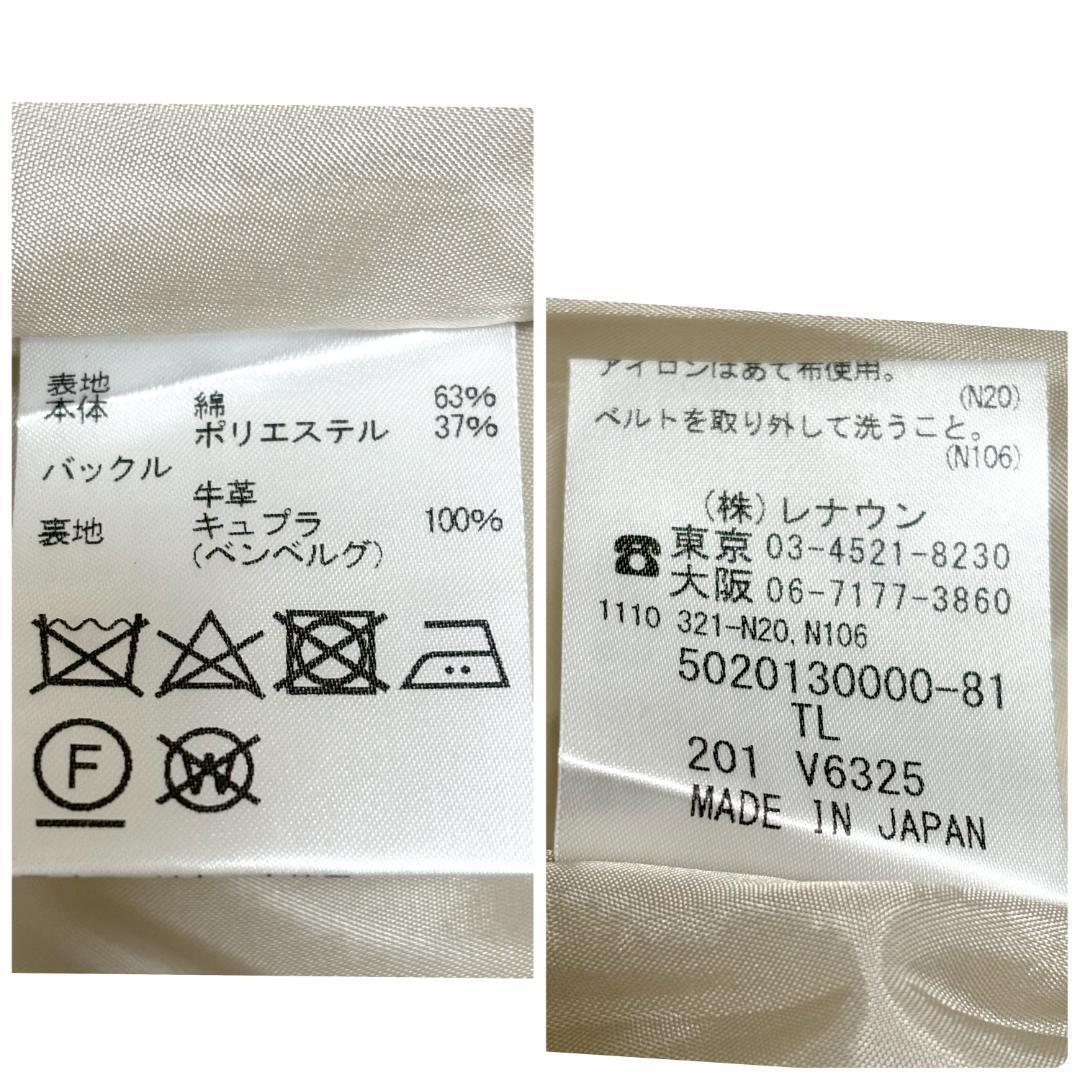 表地
本体 綿 63%
ポリエステル 37%
バックル 牛革
裏地 キュプラ 100%
(ベンベルグ)
F
W
アイロンはあて布使用。
(N20)
ベルトを取り外して洗うこと。
(N106)
(株)レナウン
☎東京 03-4521-8230
大阪 06-7177-3860
1110 321-N20, N106
5020130000-81
TL
201 V6325
MADE IN JAPAN